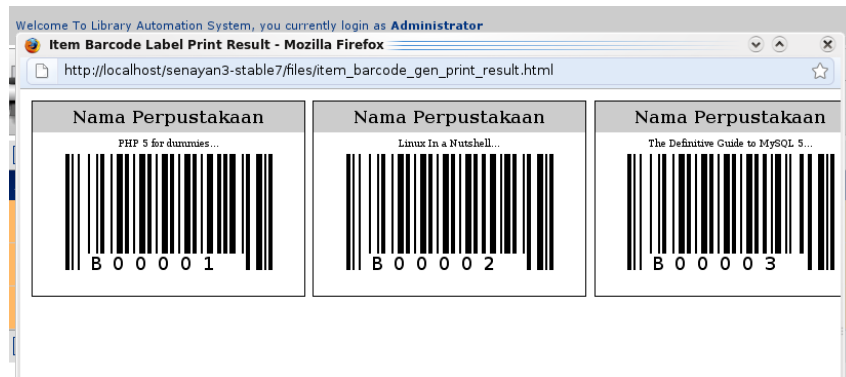 Welcome To Library Automation System, you currently login as Administrator
Item Barcode Label Print Result - Mozilla Firefox
http://localhost/senayan3-stable7/files/item_barcode_gen_print_result.html
Nama Perpustakaan
PHP 5 for dummies...
B00001
Nama Perpustakaan
Linux In a Nutshell...
B00002
Nama Perpustakaan
The Definitive Guide to MySQL 5...
B00003